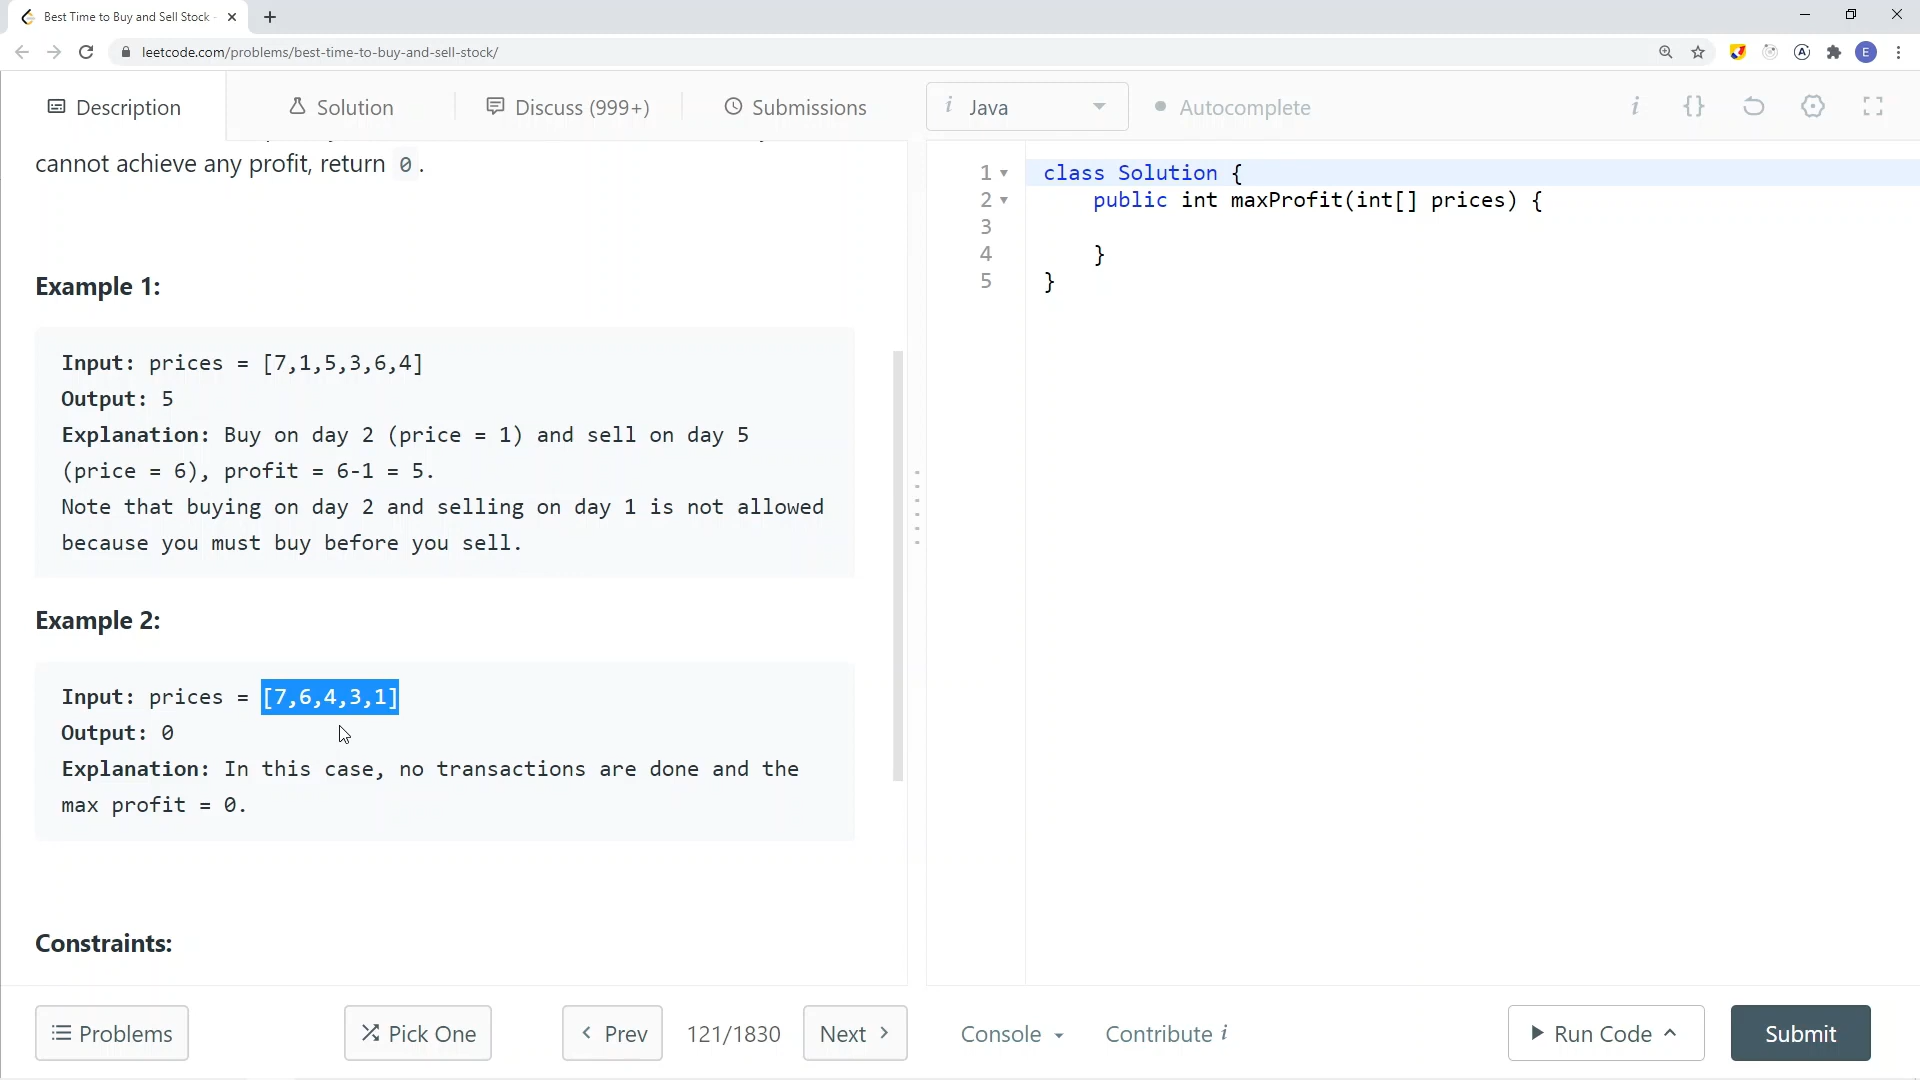 Best Time to Buy and Sell Stock -
leetcode.com/problems/best-time-to-buy-and-sell-stock/
E
Description
Solution
Discuss (999+)
Submissions
i Java
Autocomplete
i {}
cannot achieve any profit, return 0.
Example 1:
Input: prices = [7,1,5,3,6,4]
Output: 5
Explanation: Buy on day 2 (price = 1) and sell on day 5
(price = 6), profit = 6-1 = 5.
Note that buying on day 2 and selling on day 1 is not allowed
because you must buy before you sell.
Example 2:
Input: prices = [7,6,4,3,1]
Output: 0
Explanation: In this case, no transactions are done and the
max profit = 0.
Constraints:
1 class Solution {
2 public int maxProfit(int[] prices) {
3
4 }
5 }
Problems
Pick One
Prev
121/1830
Next
Console
Contribute i
Run Code
Submit